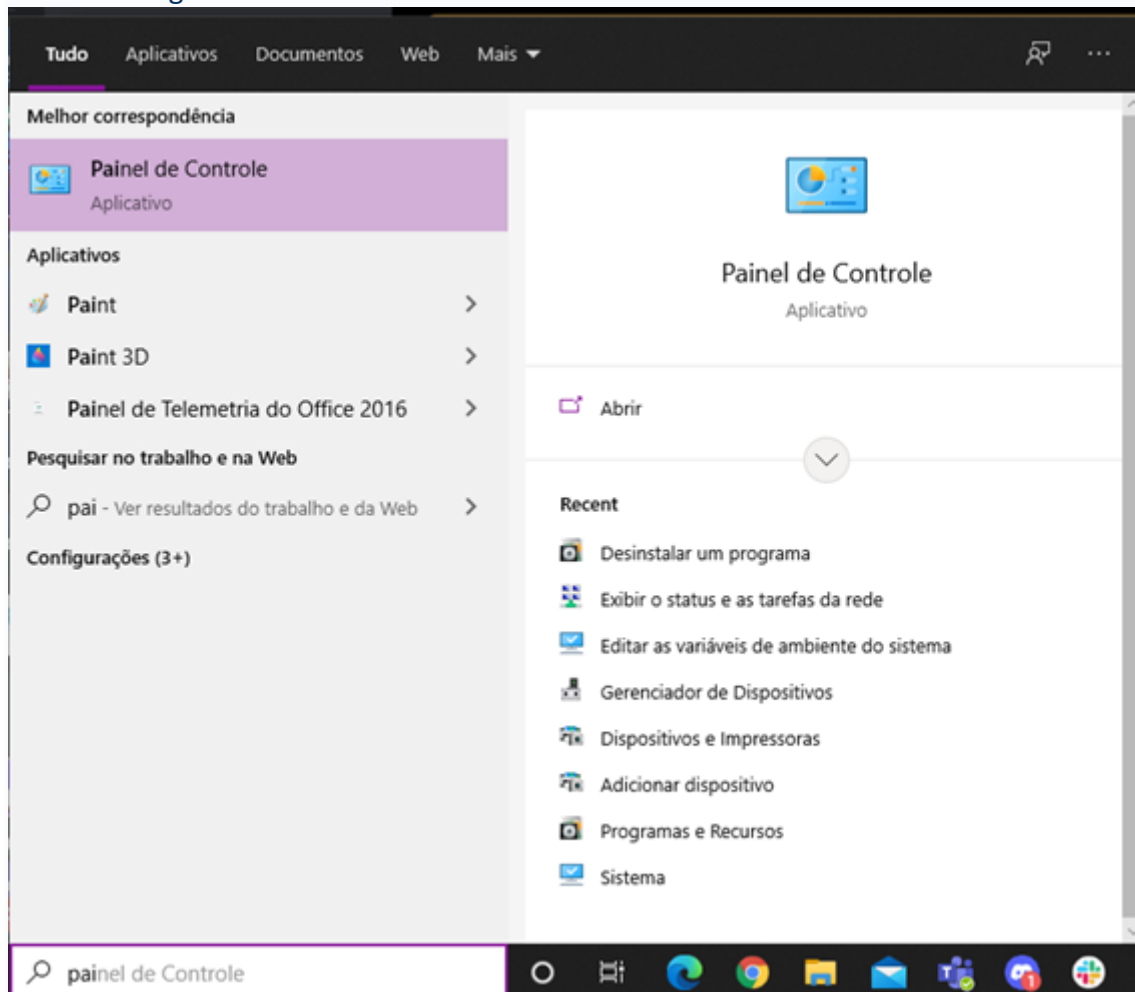 Tudo Aplicativos Documentos Web Mais
Melhor correspondência
Painel de Controle
Aplicativo
Aplicativos
Paint
Paint 3D
Painel de Telemetria do Office 2016
Pesquisar no trabalho e na Web
pai - Ver resultados do trabalho e da Web
Configurações (3+)
Painel de Controle
Aplicativo
Abrir
Recent
Desinstalar um programa
Exibir o status e as tarefas da rede
Editar as variáveis de ambiente do sistema
Gerenciador de Dispositivos
Dispositivos e Impressoras
Adicionar dispositivo
Programas e Recursos
Sistema
painel de Controle